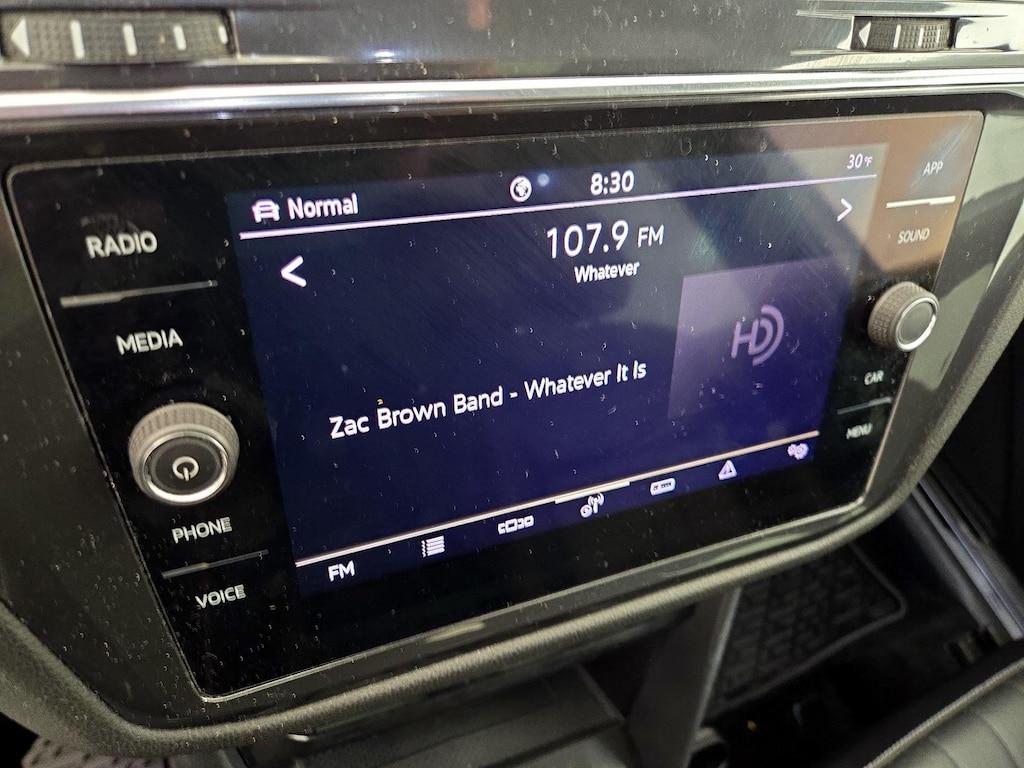 Normal
8:30
30°F
APP
RADIO
107.9 FM
SOUND
Whatever
MEDIA
HD
Zac Brown Band - Whatever It Is
CAR
MENU
PHONE
FM
VOICE